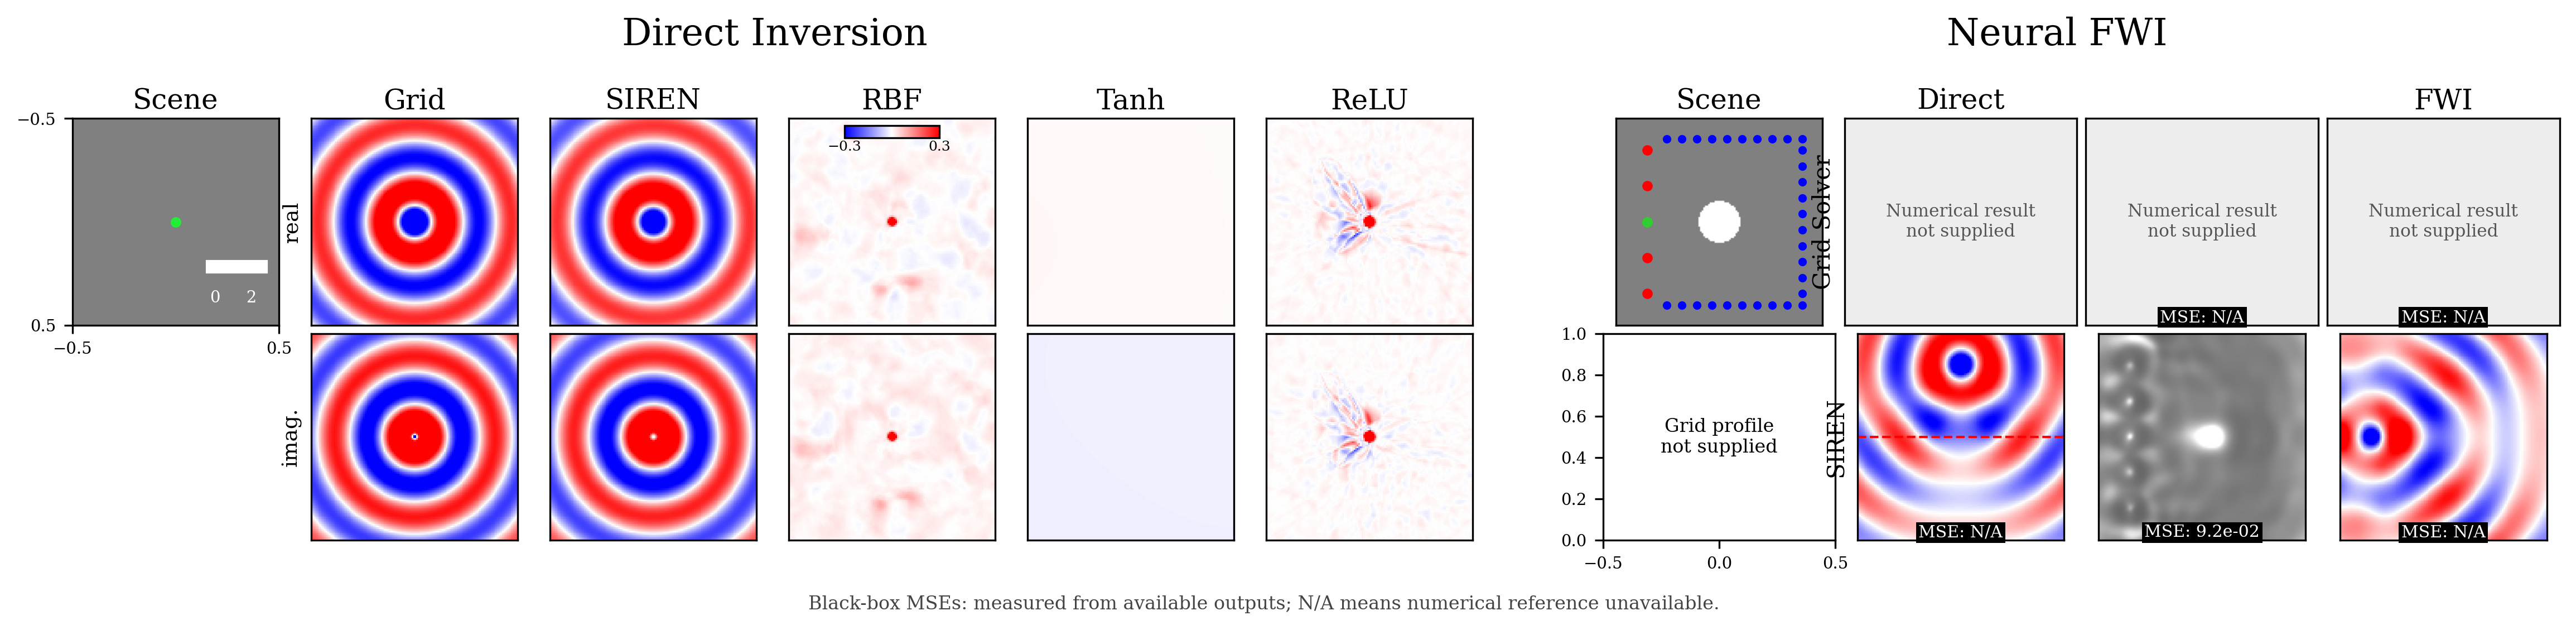 Direct Inversion
Neural FWI
Scene
Grid
SIREN
RBF
Tanh
ReLU
Scene
Direct
FWI
−0.5
0.5
−0.5
0.5
0 2
real
imag.
−0.3 0.3
Grid Solver
Numerical result
not supplied
Numerical result
not supplied
MSE: N/A
Numerical result
not supplied
MSE: N/A
1.0
0.8
0.6
0.4
0.2
0.0
−0.5 0.0 0.5
Grid profile
not supplied
SIREN
MSE: N/A
MSE: 9.2e-02
MSE: N/A
Black-box MSEs: measured from available outputs; N/A means numerical reference unavailable.